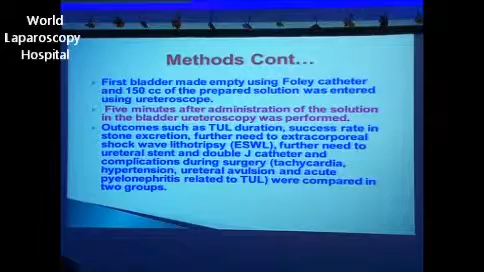 World
Laparoscopy
Hospital
Methods Cont...
First bladder made empty using Foley catheter
and 150 cc of the prepared solution was entered
using ureteroscope.
Five minutes after administration of the solution
in the bladder ureteroscopy was performed.
Outcomes such as TUL duration, success rate in
stone excretion, further need to extracorporeal
shock wave lithotripsy (ESWL), further need to
ureteral stent and double J catheter and
complications during surgery (tachycardia,
hypertension, ureteral avulsion and acute
pyelonephritis related to TUL) were compared in
two groups.